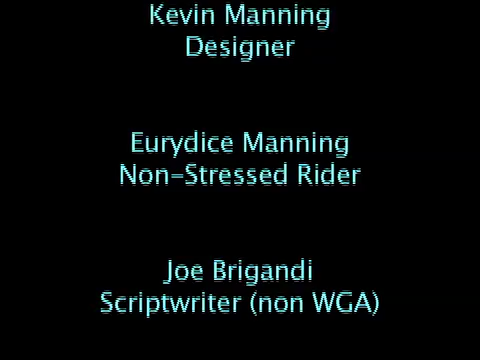 Kevin Manning
Designer
Eurydice Manning
Non-Stressed Rider
Joe Brigandi
Scriptwriter (non WGA)